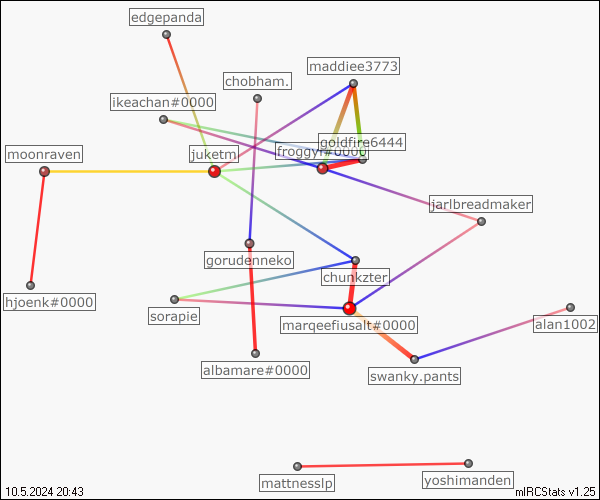 edgepanda
maddiee3773
chobham.
ikeachan#0000
goldfire6444
moonraven
juketm
froggyf#0000
jarlbreadmaker
gorudenneko
chunkzter
hjoenk#0000
sorapie
marqeefiusalt#0000
alan1002
albamare#0000
swanky.pants
mattnesslp
yoshimanden
10.5.2024 20:43
mIRCStats v1.25